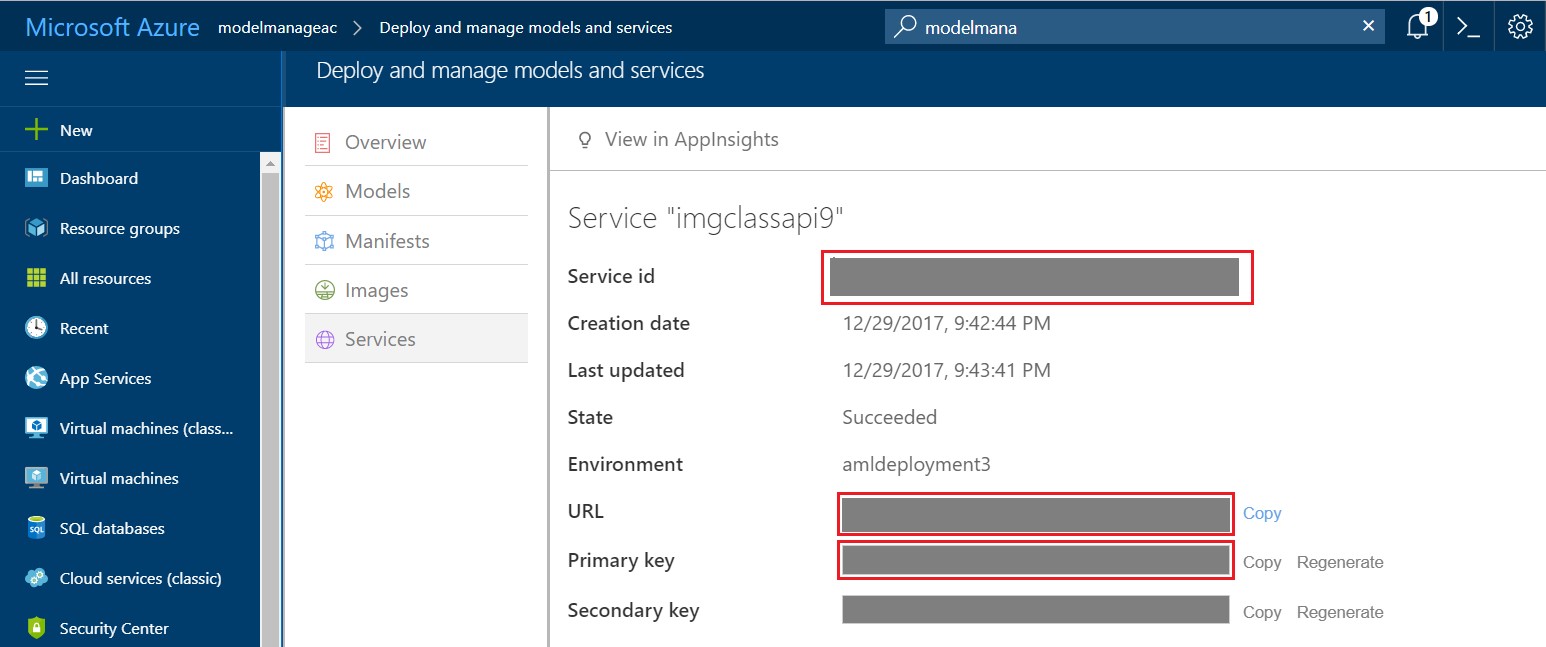 Microsoft Azure modelmanageac > Deploy and manage models and services modelmana × 1
Deploy and manage models and services
New
Dashboard
Resource groups
All resources
Recent
App Services
Virtual machines (class...
Virtual machines
SQL databases
Cloud services (classic)
Security Center
Overview
Models
Manifests
Images
Services
View in AppInsights
Service "imgclassapi9"
Service id
Creation date 12/29/2017, 9:42:44 PM
Last updated 12/29/2017, 9:43:41 PM
State Succeeded
Environment amldeployment3
URL Copy
Primary key Copy Regenerate
Secondary key Copy Regenerate